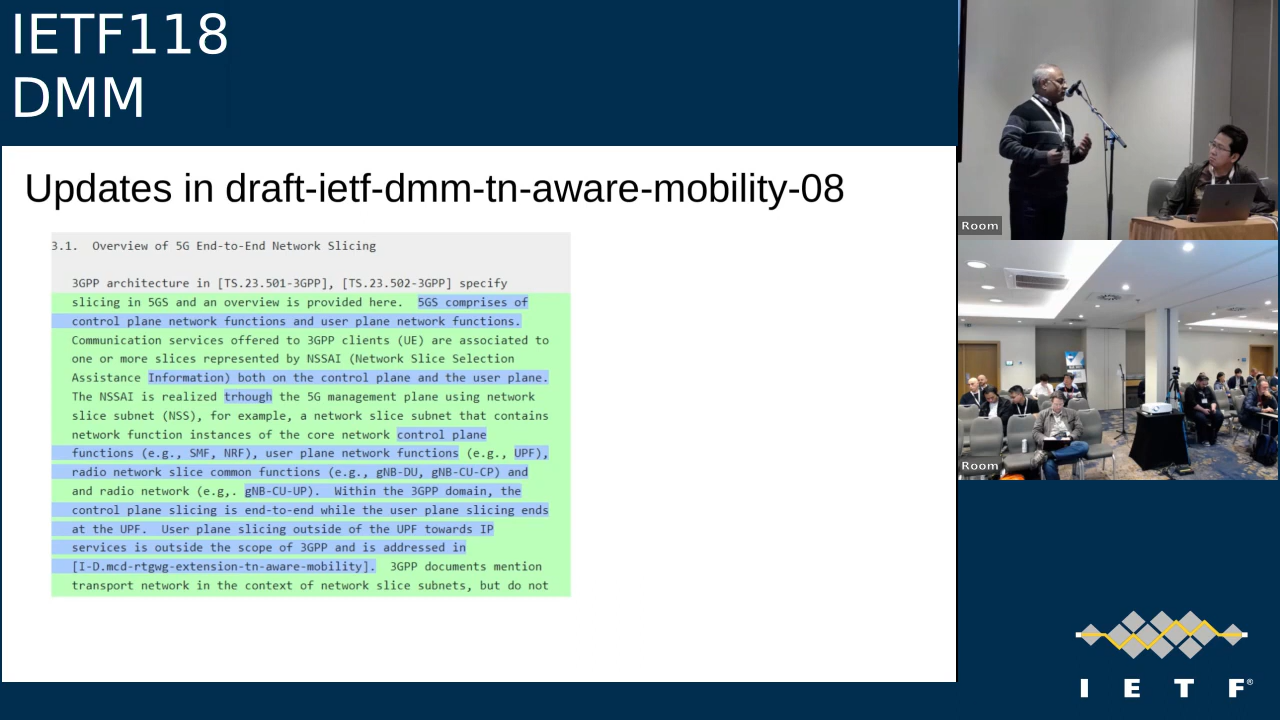 IETF118
DMM
Updates in draft-ietf-dmm-tn-aware-mobility-08
3.1.  Overview of 5G End-to-End Network Slicing
3GPP architecture in [TS.23.501-3GPP], [TS.23.502-3GPP] specify
slicing in 5GS and an overview is provided here.  5GS comprises of
control plane network functions and user plane network functions.
Communication services offered to 3GPP clients (UE) are associated to
one or more slices represented by NSSAI (Network Slice Selection
Assistance Information) both on the control plane and the user plane.
The NSSAI is realized trhough the 5G management plane using network
slice subnet (NSS), for example, a network slice subnet that contains
network function instances of the core network control plane
functions (e.g., SMF, NRF), user plane network functions (e.g., UPF),
radio network slice common functions (e.g., gNB-DU, gNB-CU-CP) and
and radio network (e.g,. gNB-CU-UP).  Within the 3GPP domain, the
control plane slicing is end-to-end while the user plane slicing ends
at the UPF.  User plane slicing outside of the UPF towards IP
services is outside the scope of 3GPP and is addressed in
[I-D.mcd-rtgwg-extension-tn-aware-mobility].  3GPP documents mention
transport network in the context of network slice subnets, but do not
Room
Room
I E T F®